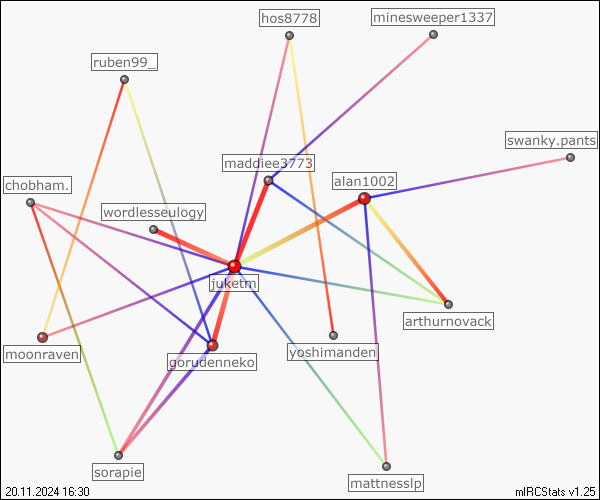 hos8778
minesweeper1337
ruben99_
swanky.pants
maddiee3773
alan1002
chobham.
wordlesseulogy
juketm
arthurnovack
moonraven
gorudenneko
yoshimanden
sorapie
mattnesslp
20.11.2024 16:30
mIRCStats v1.25